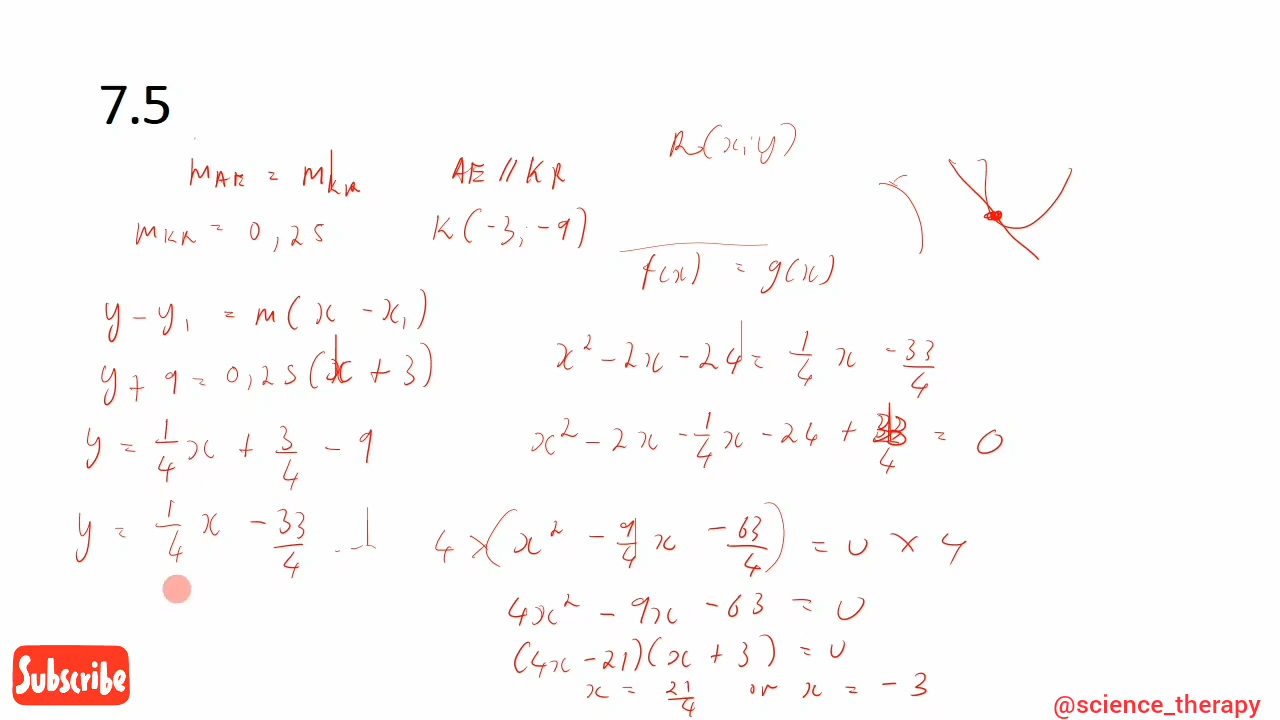 7.5
m_AE = m_KR AE // KR
m_KR = 0,25 K(-3;-9)
y - y₁ = m(x - x₁)
y + 9 = 0,25(x + 3)
y = 1/4 x + 3/4 - 9
y = 1/4 x - 33/4 ...1
R(x;y)
f(x) = g(x)
x² - 2x - 24 = 1/4 x - 33/4
x² - 2x - 1/4 x - 24 + 33/4 = 0
4×(x² - 9/4 x - 63/4) = 0 × 4
4x² - 9x - 63 = 0
(4x - 21)(x + 3) = 0
x = 21/4 or x = -3
Subscribe
@science_therapy